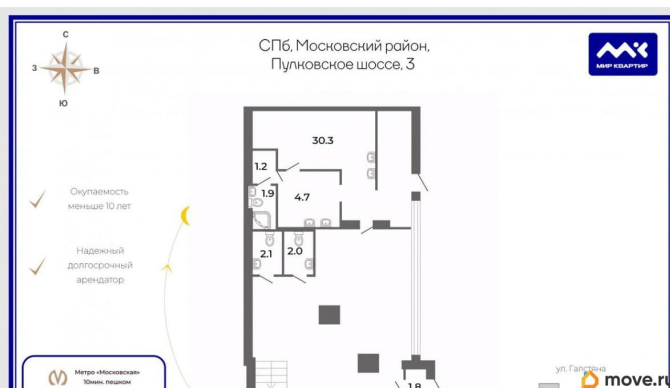 С
З
В
Ю
СПб, Московский район,
Пулковское шоссе, 3
МИР КВАРТИР
30.3
1.2
1.9
4.7
2.1
2.0
Окупаемость
меньше 10 лет
Надежный
долгосрочный
арендатор
Метро «Московская»
10мин. пешком
1.8
ул. Галстяна
move.ru